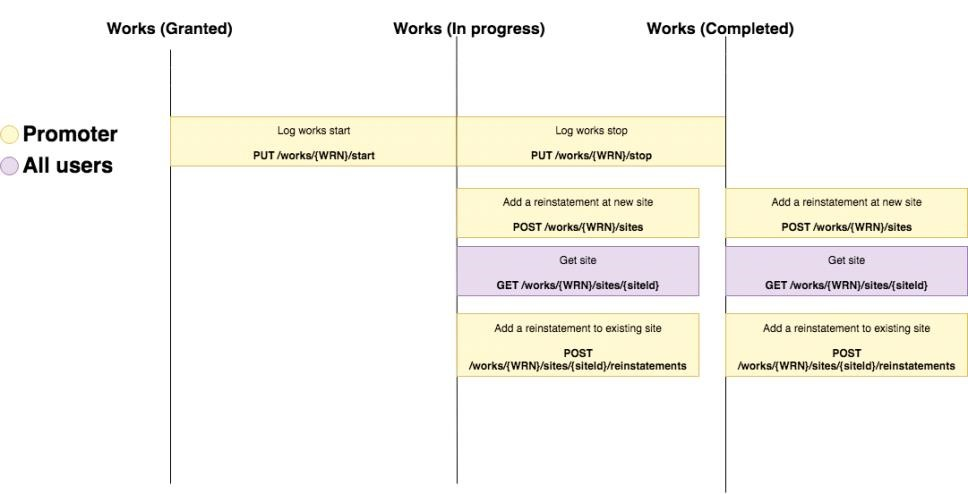 Works (Granted)
Works (In progress)
Works (Completed)
Promoter
All users
Log works start
PUT /works/{WRN}/start
Log works stop
PUT /works/{WRN}/stop
Add a reinstatement at new site
POST /works/{WRN}/sites
Add a reinstatement at new site
POST /works/{WRN}/sites
Get site
GET /works/{WRN}/sites/{siteId}
Get site
GET /works/{WRN}/sites/{siteId}
Add a reinstatement to existing site
POST
/works/{WRN}/sites/{siteId}/reinstatements
Add a reinstatement to existing site
POST
/works/{WRN}/sites/{siteId}/reinstatements